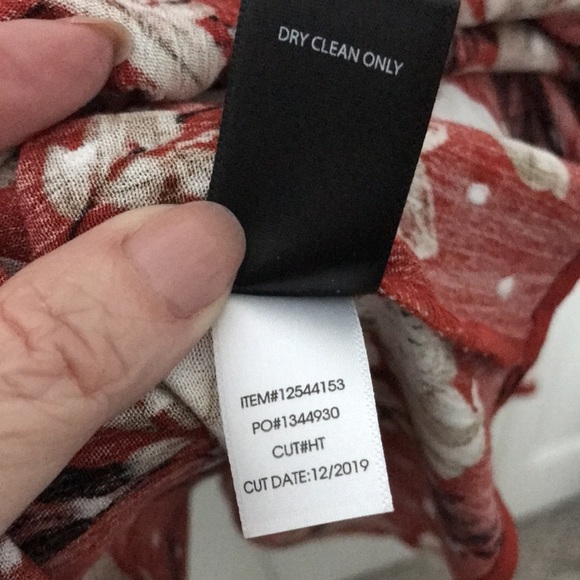 DRY CLEAN ONLY
ITEM#12544153
PO#1344930
CUT#HT
CUT DATE:12/2019